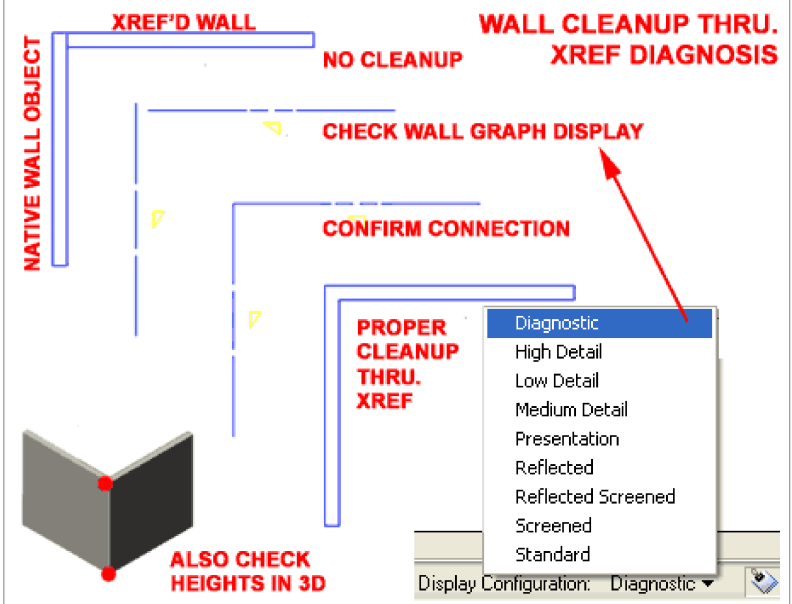 WALL CLEANUP THRU.
XREF DIAGNOSIS
XREF'D WALL
NATIVE WALL OBJECT
NO CLEANUP
CHECK WALL GRAPH DISPLAY
CONFIRM CONNECTION
PROPER
CLEANUP
THRU.
XREF
Diagnostic
High Detail
Low Detail
Medium Detail
Presentation
Reflected
Reflected Screened
Screened
Standard
ALSO CHECK
HEIGHTS IN 3D
Display Configuration: Diagnostic